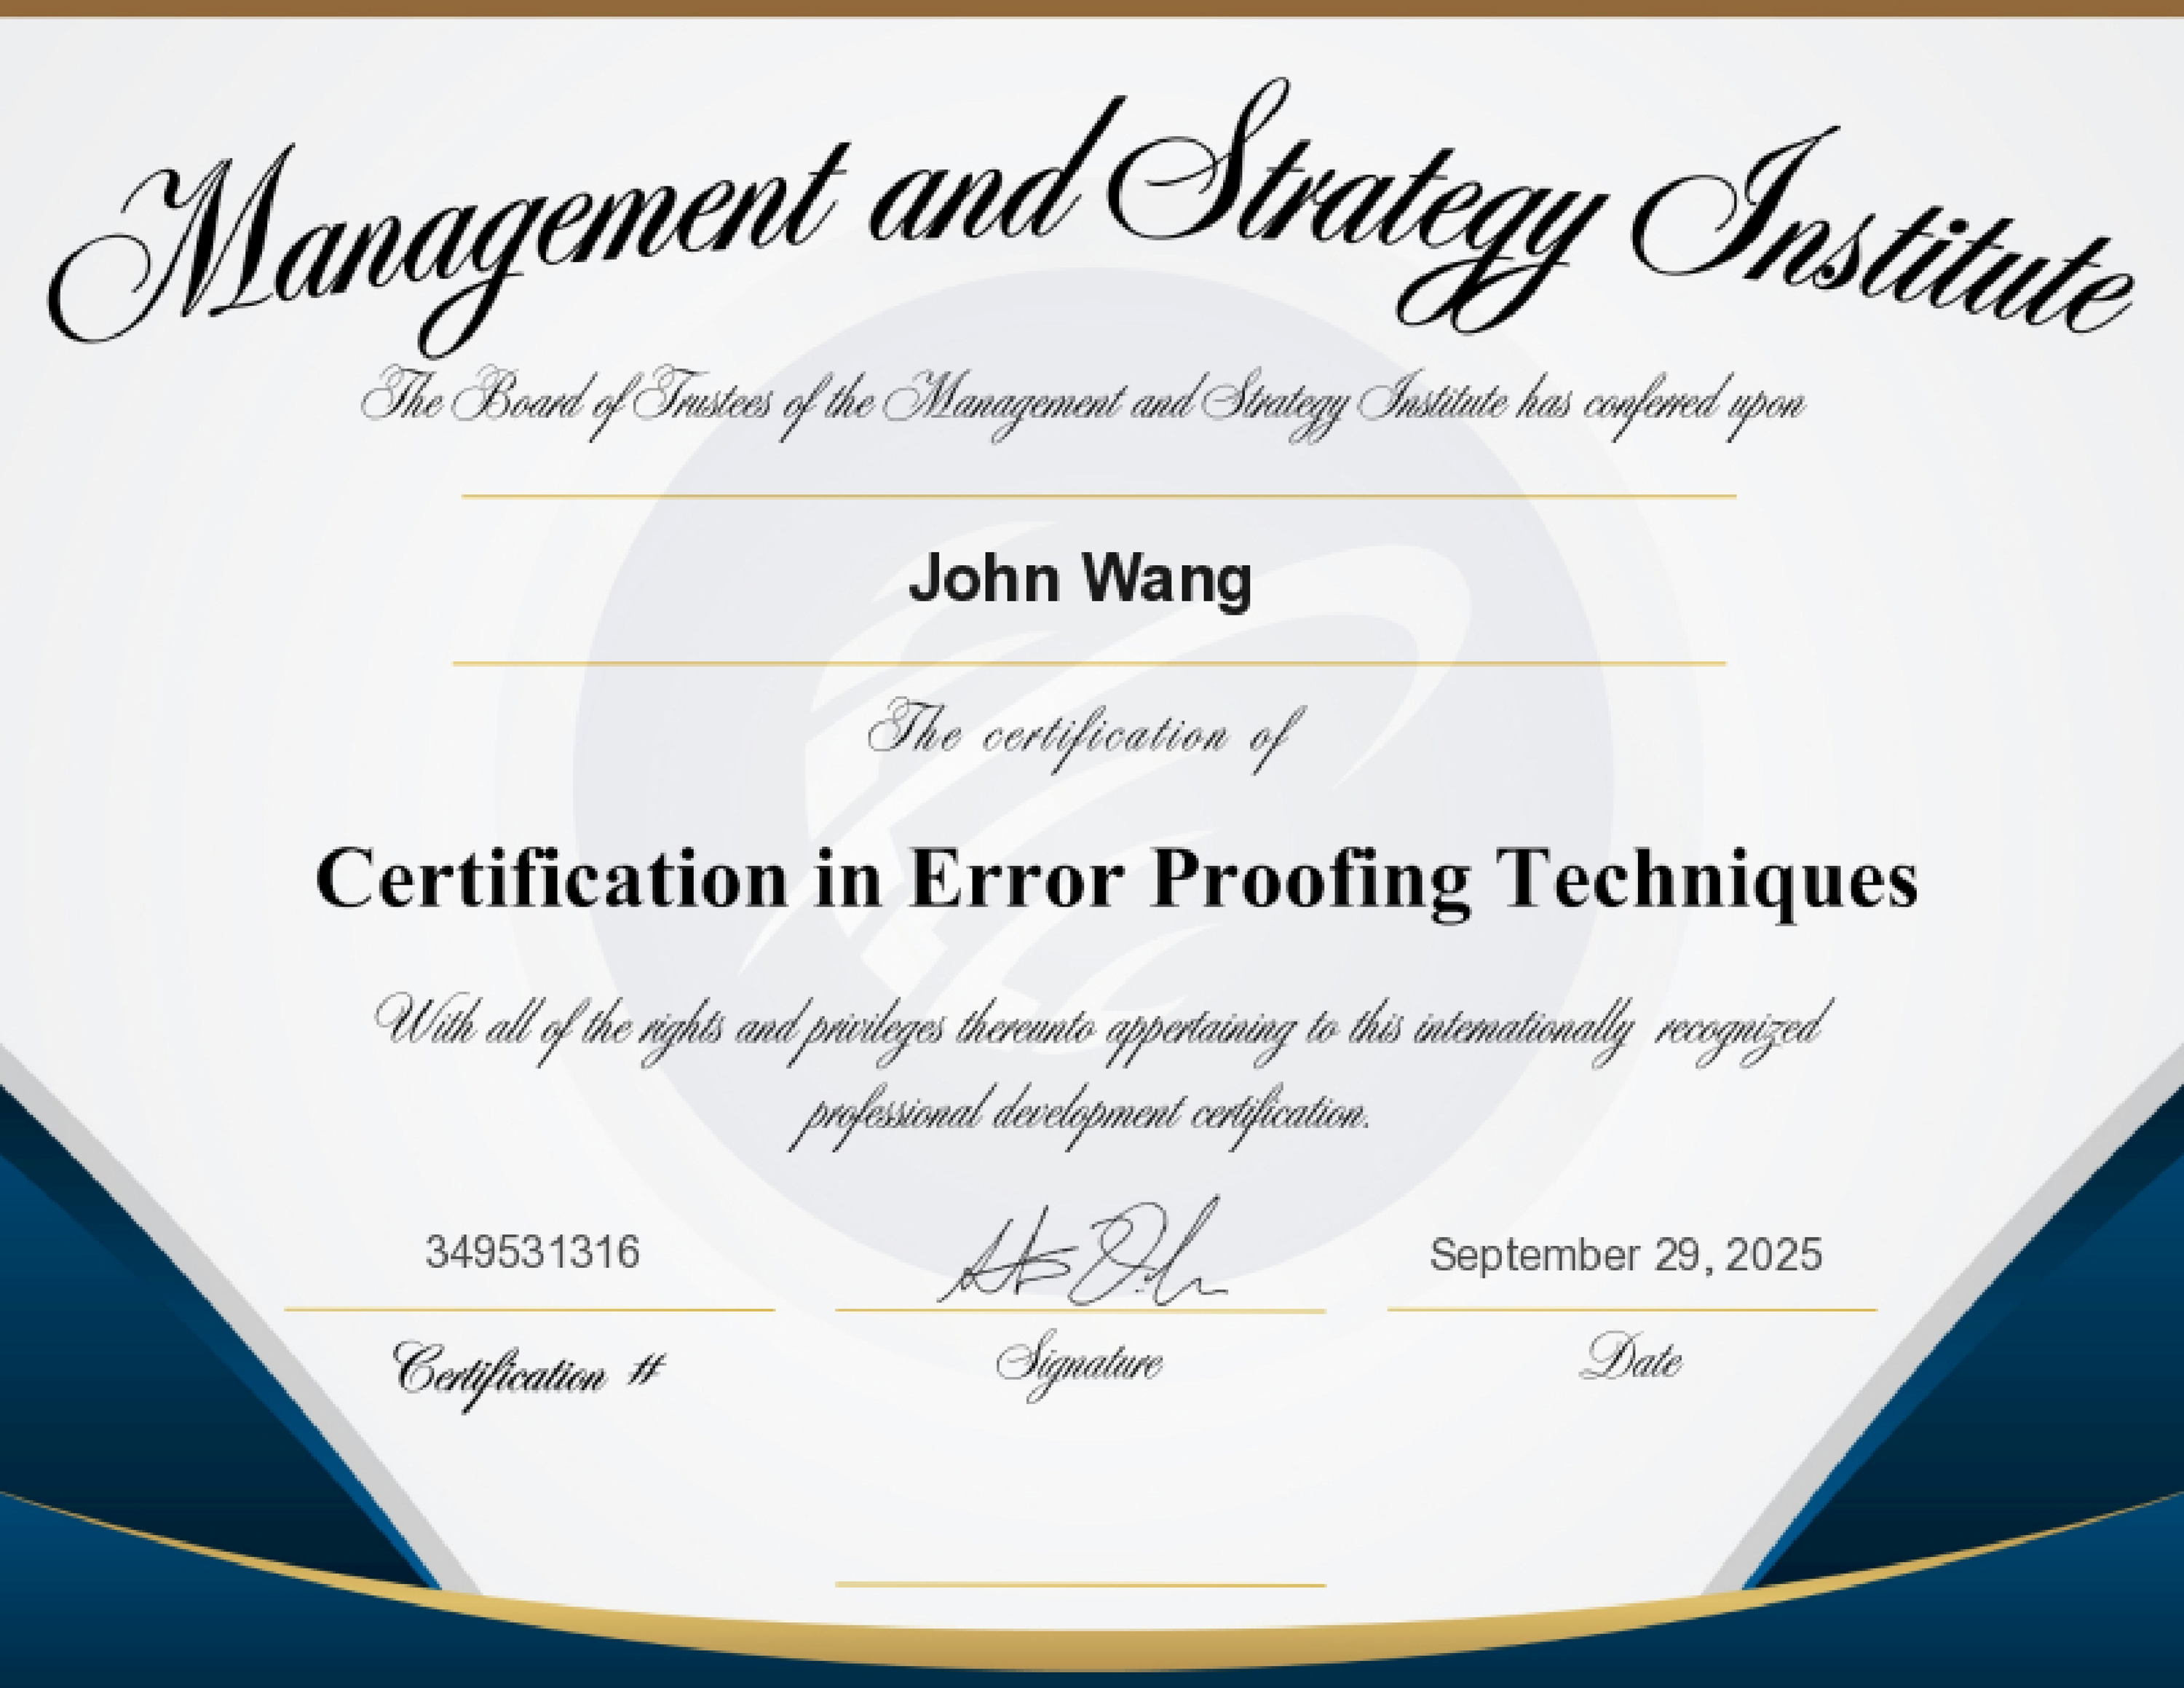 Management and Strategy Institute
The Board of Trustees of the Management and Strategy Institute has conferred upon
John Wang
The certification of
Certification in Error Proofing Techniques
With all of the rights and privileges thereunto appertaining to this internationally recognized
professional development certification.
349531316
September 29, 2025
Certification #
Signature
Date